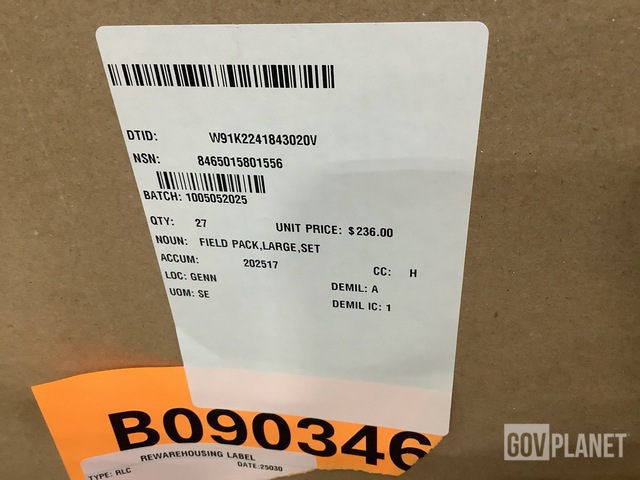 DTID: W91K2241843020V
NSN: 8465015801556
BATCH: 1005052025
QTY: 27 UNIT PRICE: $236.00
NOUN: FIELD PACK,LARGE,SET
ACCUM: 202517 CC: H
LOC: GENN DEMIL: A
UOM: SE DEMIL IC: 1
B090346
REWAREHOUSING LABEL
TYPE: RLC DATE:25030
GOVPLANET